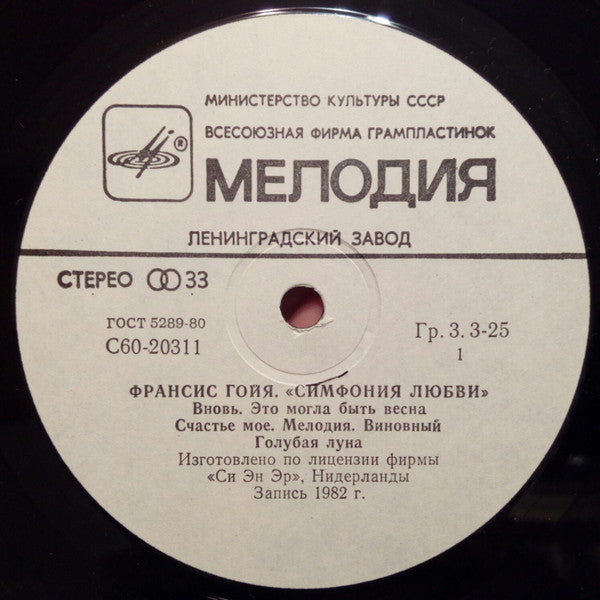 МИНИСТЕРСТВО КУЛЬТУРЫ СССР
ВСЕСОЮЗНАЯ ФИРМА ГРАМПЛАСТИНОК
®
МЕЛОДИЯ
ЛЕНИНГРАДСКИЙ ЗАВОД
СТЕРЕО 33
ГОСТ 5289-80
С60-20311
Гр. 3. 3-25
1
ФРАНСИС ГОЙЯ. «СИМФОНИЯ ЛЮБВИ»
Вновь. Это могла быть весна
Счастье мое. Мелодия. Виновный
Голубая луна
Изготовлено по лицензии фирмы
«Си Эн Эр», Нидерланды
Запись 1982 г.